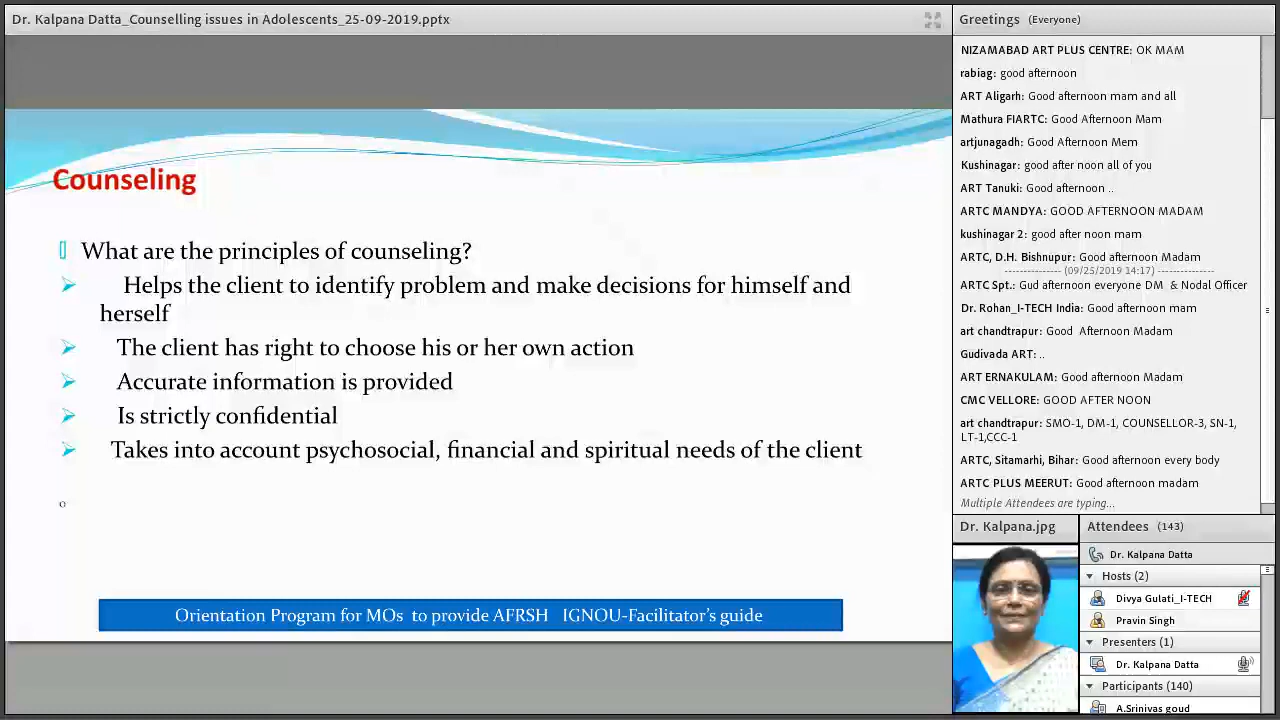 Dr. Kalpana Datta_Counselling issues in Adolescents_25-09-2019.pptx
Counseling
What are the principles of counseling?
Helps the client to identify problem and make decisions for himself and
herself
The client has right to choose his or her own action
Accurate information is provided
Is strictly confidential
Takes into account psychosocial, financial and spiritual needs of the client
Orientation Program for MOs to provide AFRSH IGNOU-Facilitator's guide
Greetings (Everyone)
NIZAMABAD ART PLUS CENTRE: OK MAM
rabiag: good afternoon
ART Aligarh: Good afternoon mam and all
Mathura FIARTC: Good Afternoon Mam
artjunagadh: Good Afternoon Mem
Kushinagar: good after noon all of you
ART Tanuki: Good afternoon ..
ARTC MANDYA: GOOD AFTERNOON MADAM
kushinagar 2: good after noon mam
ARTC, D.H. Bishnupur: Good afternoon Madam
--------------- (09/25/2019 14:17) ---------------
ARTC Spt.: Gud afternoon everyone DM & Nodal Officer
Dr. Rohan_I-TECH India: Good afternoon mam
art chandtrapur: Good Afternoon Madam
Gudivada ART: ..
ART ERNAKULAM: Good afternoon Madam
CMC VELLORE: GOOD AFTER NOON
art chandtrapur: SMO-1, DM-1, COUNSELLOR-3, SN-1,
LT-1,CCC-1
ARTC, Sitamarhi, Bihar: Good afternoon every body
ARTC PLUS MEERUT: Good afternoon madam
Multiple Attendees are typing...
Dr. Kalpana.jpg
Attendees (143)
Dr. Kalpana Datta
Hosts (2)
Divya Gulati_I-TECH
Pravin Singh
Presenters (1)
Dr. Kalpana Datta
Participants (140)
A.Srinivas goud